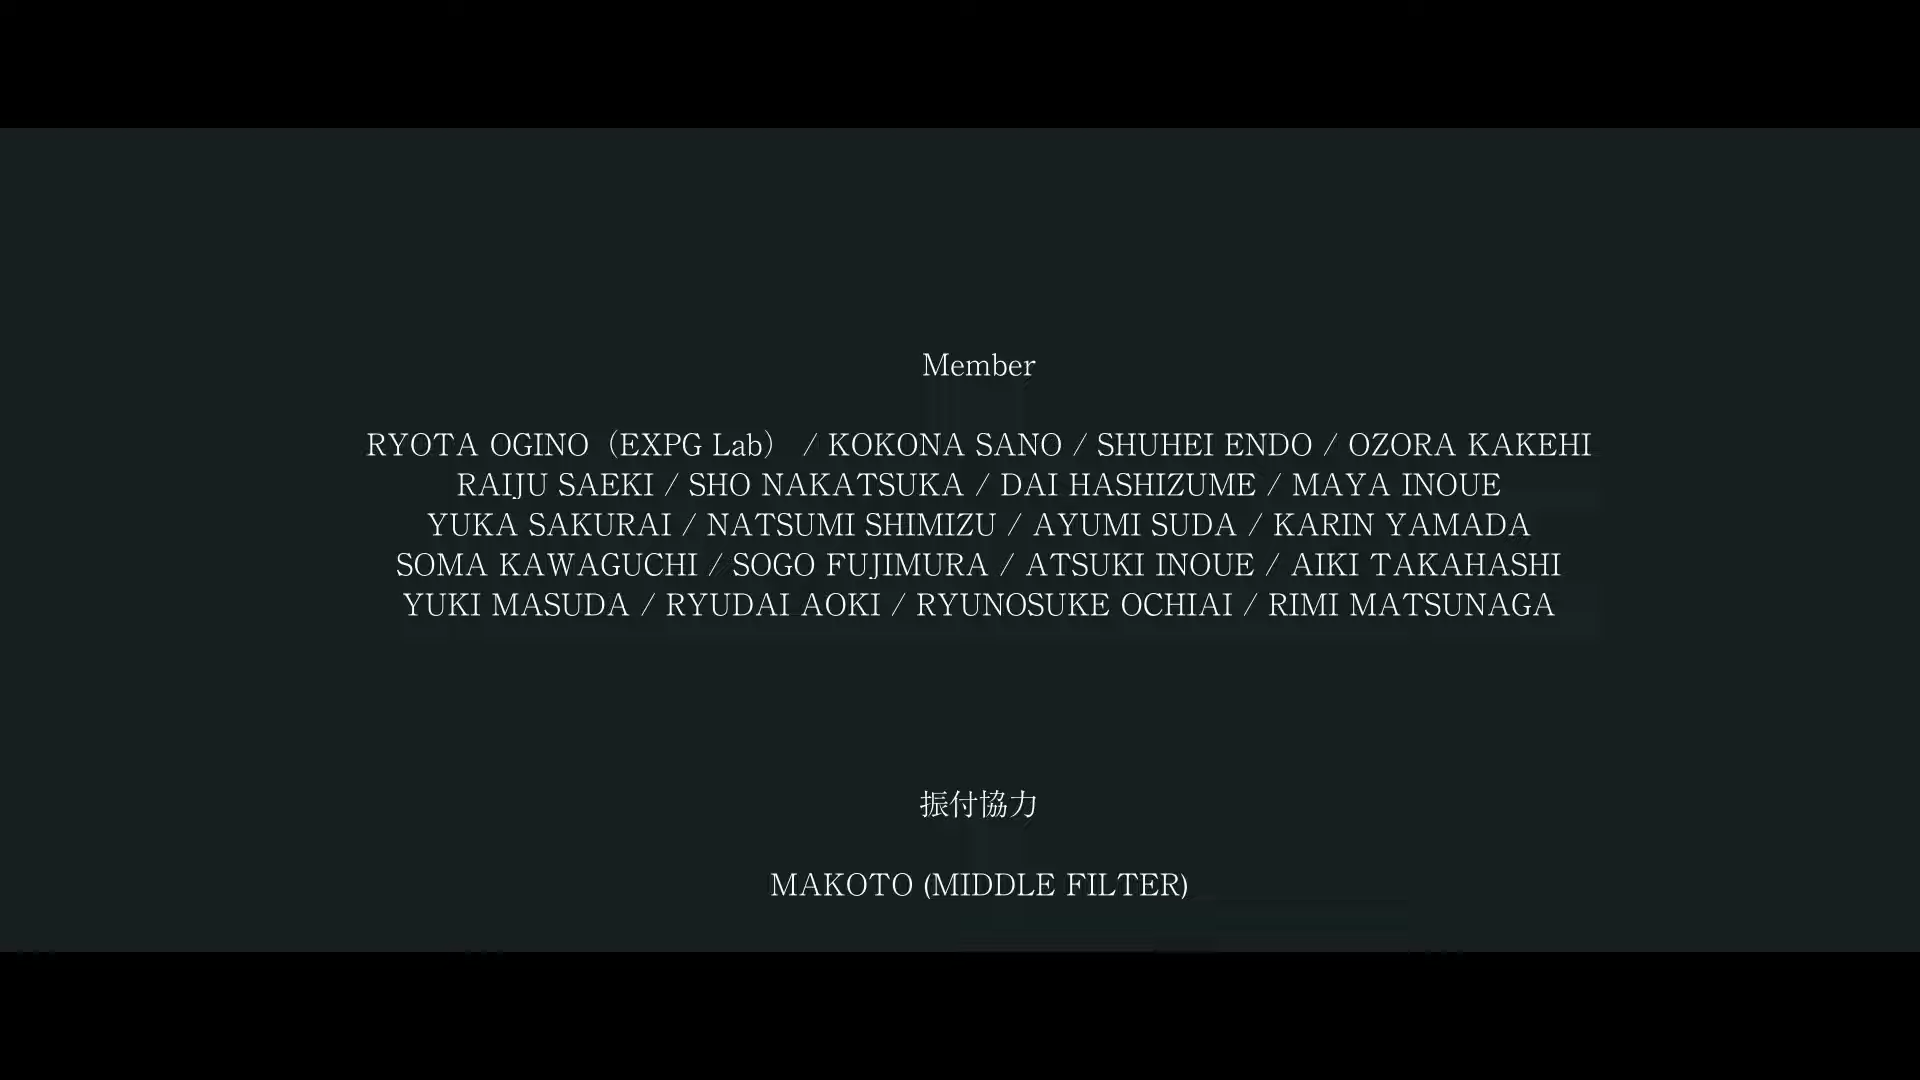 Member
RYOTA OGINO（EXPG Lab） / KOKONA SANO / SHUHEI ENDO / OZORA KAKEHI
RAIJU SAEKI / SHO NAKATSUKA / DAI HASHIZUME / MAYA INOUE
YUKA SAKURAI / NATSUMI SHIMIZU / AYUMI SUDA / KARIN YAMADA
SOMA KAWAGUCHI / SOGO FUJIMURA / ATSUKI INOUE / AIKI TAKAHASHI
YUKI MASUDA / RYUDAI AOKI / RYUNOSUKE OCHIAI / RIMI MATSUNAGA
振付協力
MAKOTO (MIDDLE FILTER)